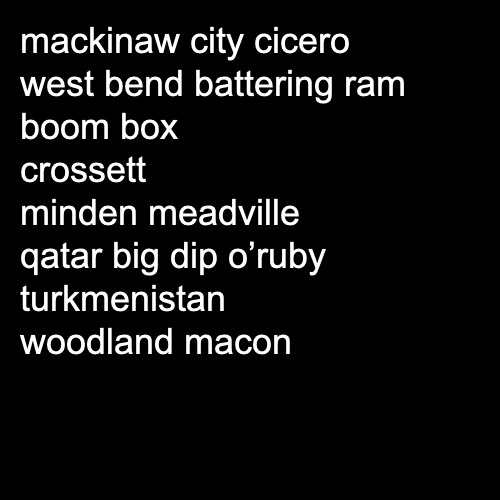 mackinaw city cicero
west bend battering ram
boom box
crossett
minden meadville
qatar big dip o’ruby
turkmenistan
woodland macon